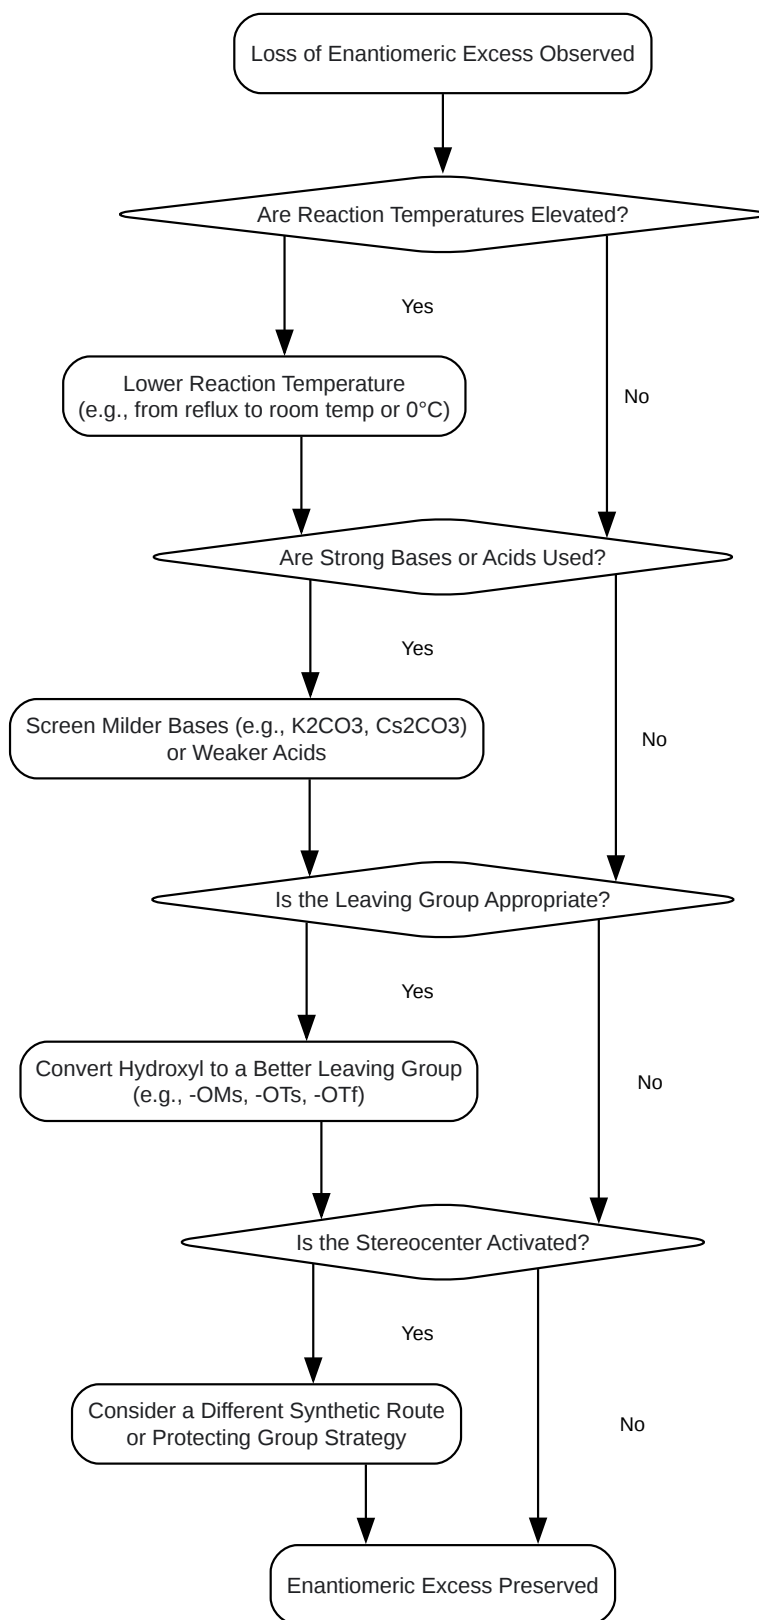 Loss of Enantiomeric Excess Observed
Are Reaction Temperatures Elevated?
Yes
Lower Reaction Temperature
(e.g., from reflux to room temp or 0°C)
No
Are Strong Bases or Acids Used?
Yes
Screen Milder Bases (e.g., K2CO3, Cs2CO3)
or Weaker Acids
No
Is the Leaving Group Appropriate?
Yes
Convert Hydroxyl to a Better Leaving Group
(e.g., -OMs, -OTs, -OTf)
No
Is the Stereocenter Activated?
Yes
Consider a Different Synthetic Route
or Protecting Group Strategy
No
Enantiomeric Excess Preserved